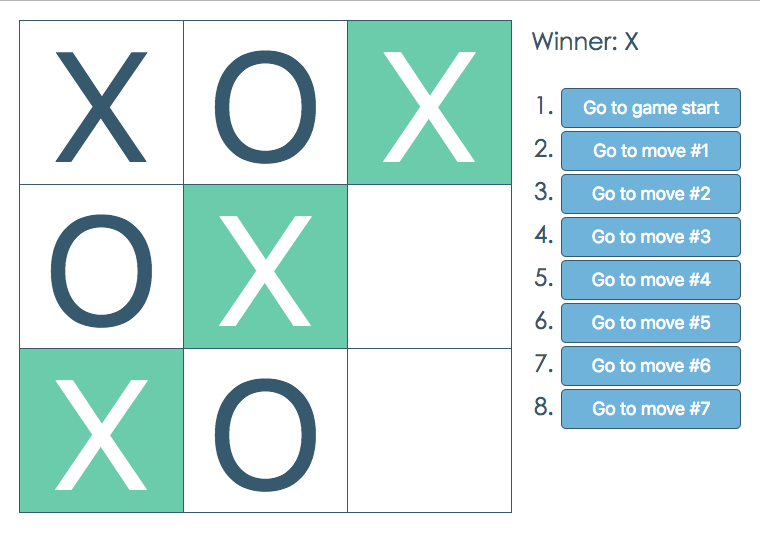 X O X
O X
X O
Winner: X
1. Go to game start
2. Go to move #1
3. Go to move #2
4. Go to move #3
5. Go to move #4
6. Go to move #5
7. Go to move #6
8. Go to move #7